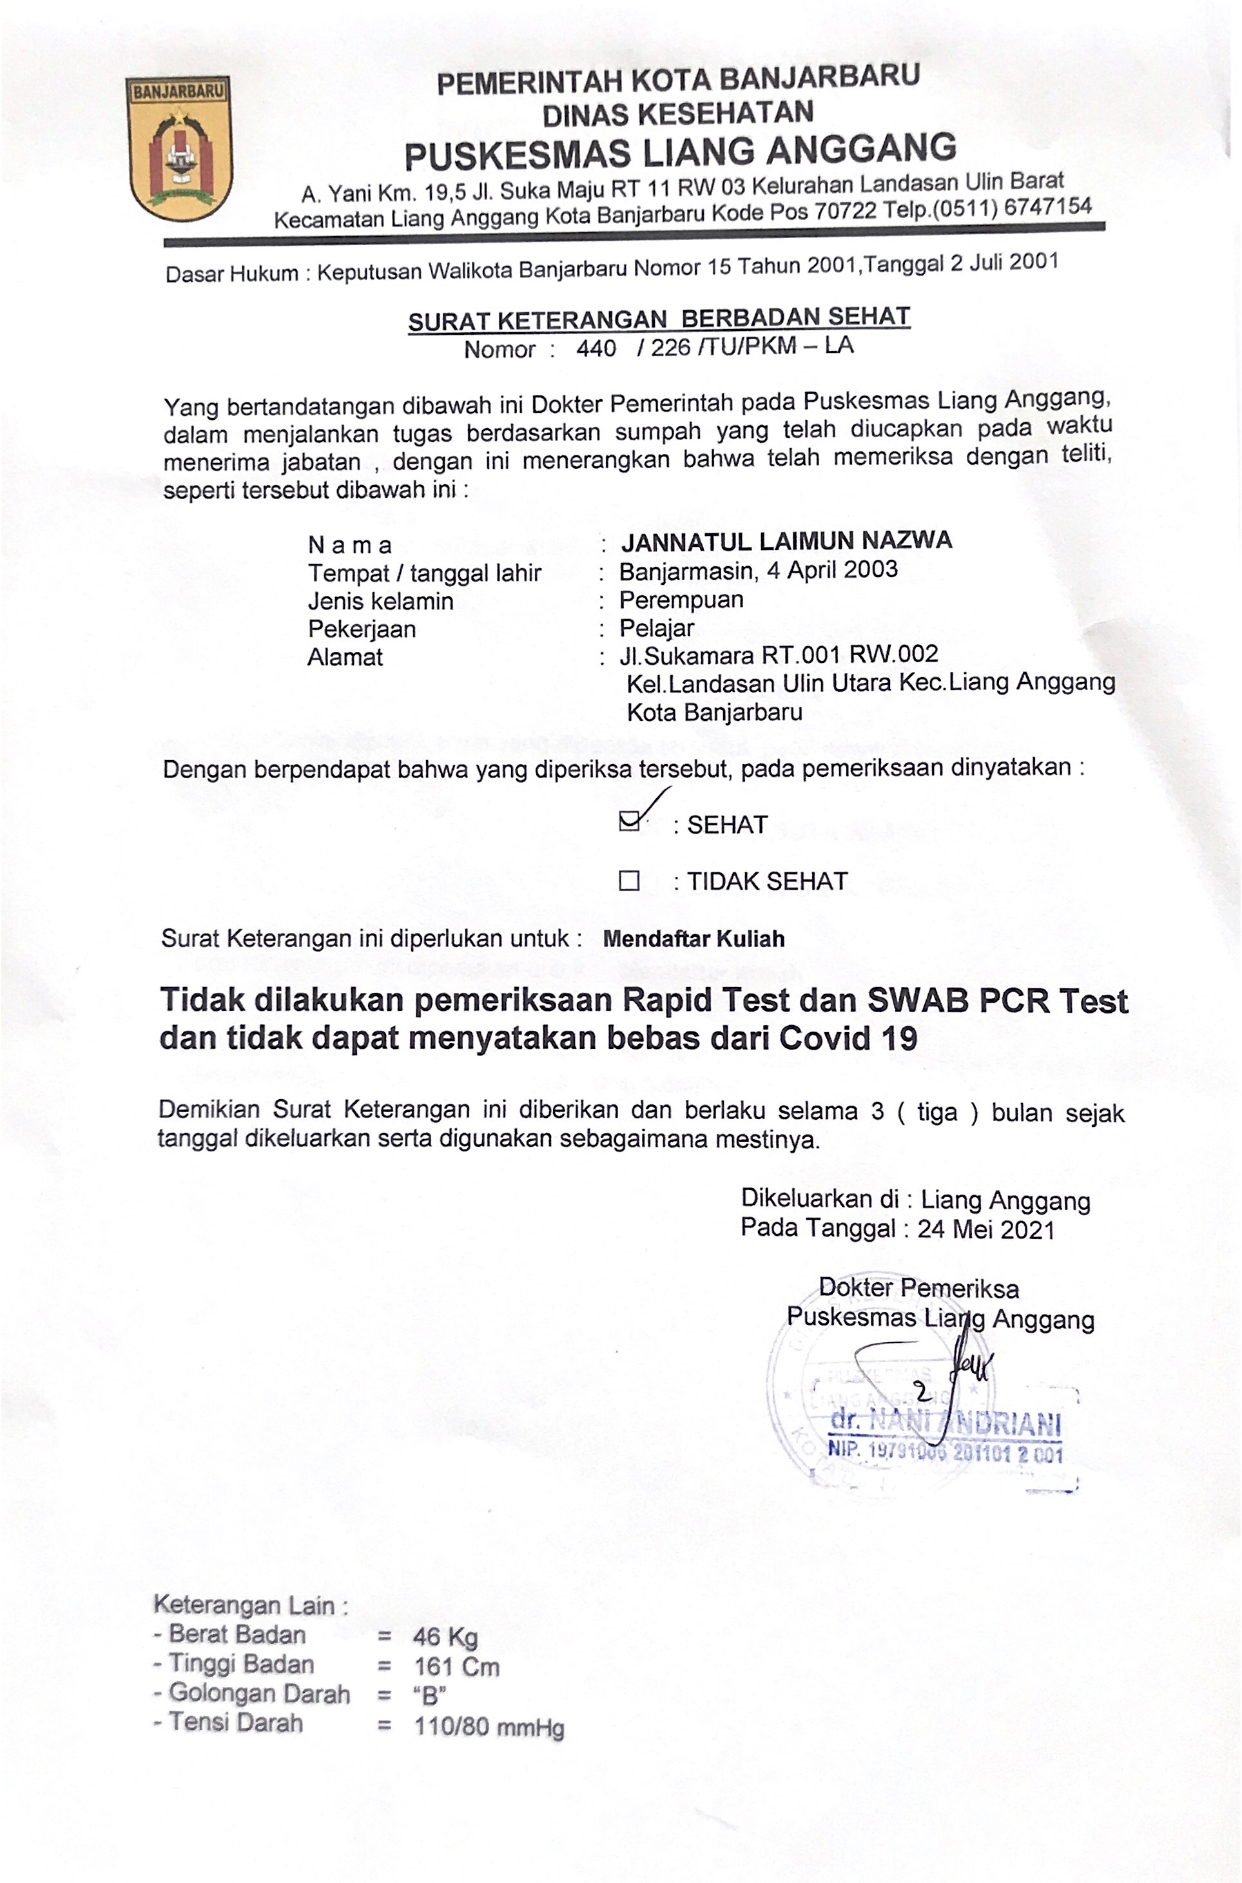 BANJARBARU
PEMERINTAH KOTA BANJARBARU
DINAS KESEHATAN
PUSKESMAS LIANG ANGGANG
A. Yani Km. 19,5 Jl. Suka Maju RT 11 RW 03 Kelurahan Landasan Ulin Barat
Kecamatan Liang Anggang Kota Banjarbaru Kode Pos 70722 Telp.(0511) 6747154
Dasar Hukum : Keputusan Walikota Banjarbaru Nomor 15 Tahun 2001,Tanggal 2 Juli 2001
SURAT KETERANGAN BERBADAN SEHAT
Nomor : 440 / 226 /TU/PKM – LA
Yang bertandatangan dibawah ini Dokter Pemerintah pada Puskesmas Liang Anggang,
dalam menjalankan tugas berdasarkan sumpah yang telah diucapkan pada waktu
menerima jabatan , dengan ini menerangkan bahwa telah memeriksa dengan teliti,
seperti tersebut dibawah ini :
N a m a : JANNATUL LAIMUN NAZWA
Tempat / tanggal lahir : Banjarmasin, 4 April 2003
Jenis kelamin : Perempuan
Pekerjaan : Pelajar
Alamat : Jl.Sukamara RT.001 RW.002
Kel.Landasan Ulin Utara Kec.Liang Anggang
Kota Banjarbaru
Dengan berpendapat bahwa yang diperiksa tersebut, pada pemeriksaan dinyatakan :
☑ : SEHAT
☐ : TIDAK SEHAT
Surat Keterangan ini diperlukan untuk : Mendaftar Kuliah
Tidak dilakukan pemeriksaan Rapid Test dan SWAB PCR Test
dan tidak dapat menyatakan bebas dari Covid 19
Demikian Surat Keterangan ini diberikan dan berlaku selama 3 ( tiga ) bulan sejak
tanggal dikeluarkan serta digunakan sebagaimana mestinya.
Dikeluarkan di : Liang Anggang
Pada Tanggal : 24 Mei 2021
Dokter Pemeriksa
Puskesmas Liang Anggang
PUSKESMAS
LIANG ANGGANG
dr. NANI ANDRIANI
NIP. 19791006 201101 2 001
Keterangan Lain :
- Berat Badan = 46 Kg
- Tinggi Badan = 161 Cm
- Golongan Darah = “B”
- Tensi Darah = 110/80 mmHg